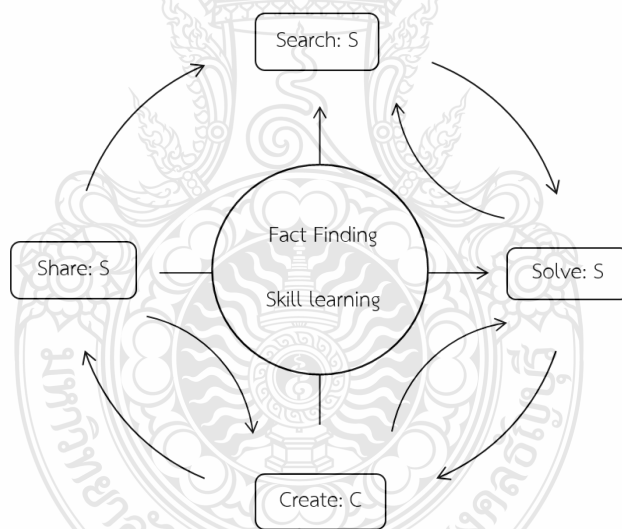 Search: S
Fact Finding
Share: S
Solve: S
Skill learning
Create: C